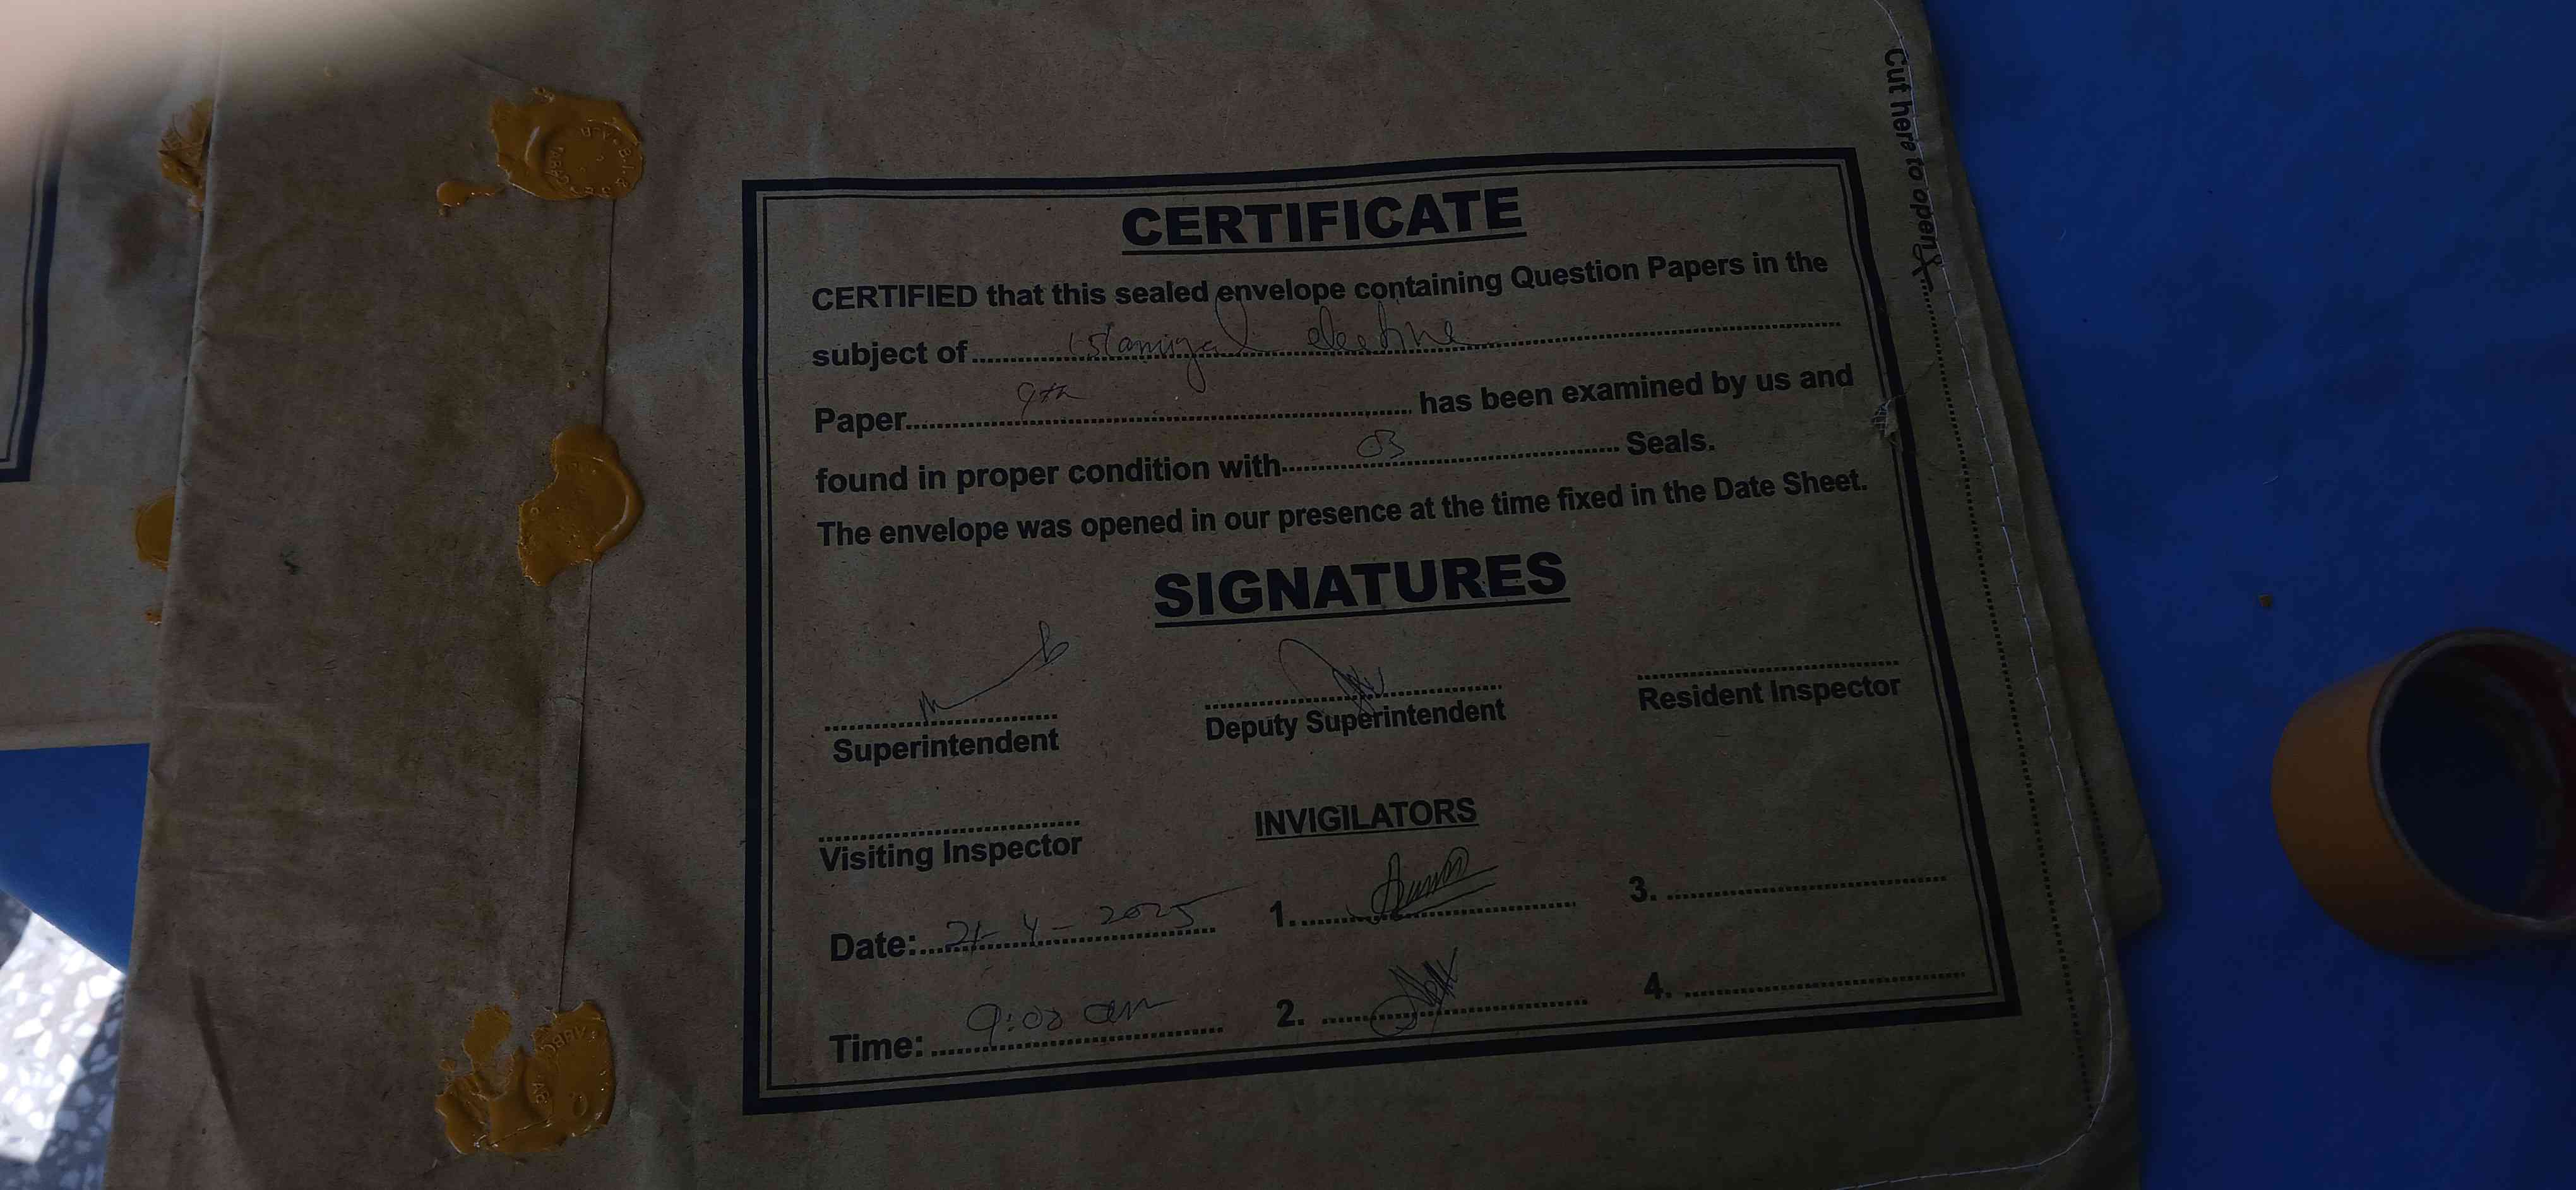 Cut here to open
CERTIFICATE
CERTIFIED that this sealed envelope containing Question Papers in the
subject of Islamiyat elective
Paper 9th has been examined by us and
found in proper condition with 03 Seals.
The envelope was opened in our presence at the time fixed in the Date Sheet.
SIGNATURES
Superintendent
Deputy Superintendent
Resident Inspector
Visiting Inspector
INVIGILATORS
Date: 21-4-2025
1.
3.
Time: 9:00 am
2.
4.